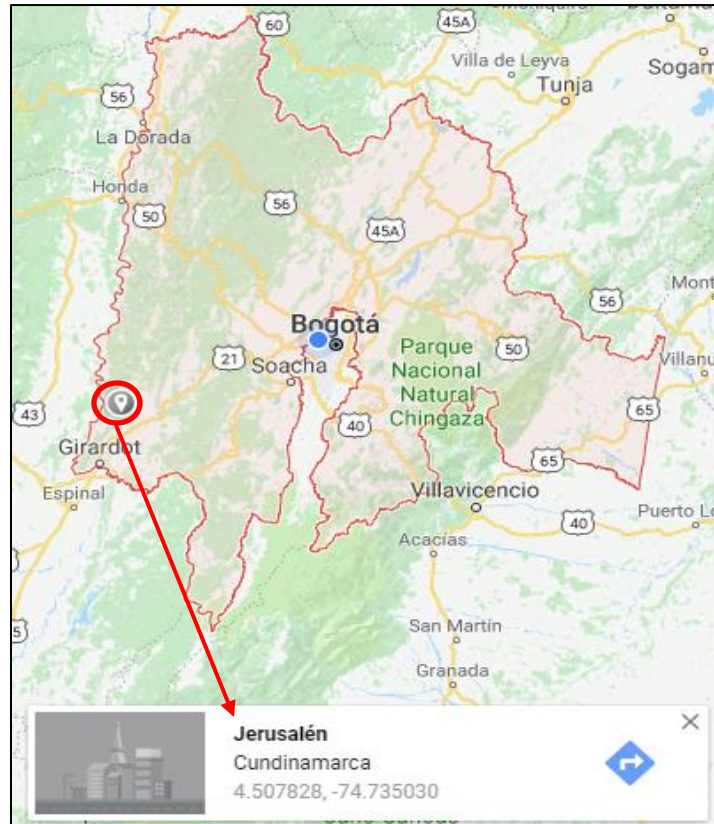 60
45A
Villa de Leyva
Tunja
Sogam
56
La Dorada
Honda
50
56
45A
56
Mont
Bogotá
21
Soacha
Parque
Nacional
Natural
Chingaza
50
Villanu
43
40
65
Girardot
65
Espinal
Villavicencio
Puerto Lo
40
Acacías
5
San Martín
Granada
Jerusalén
Cundinamarca
4.507828, -74.735030